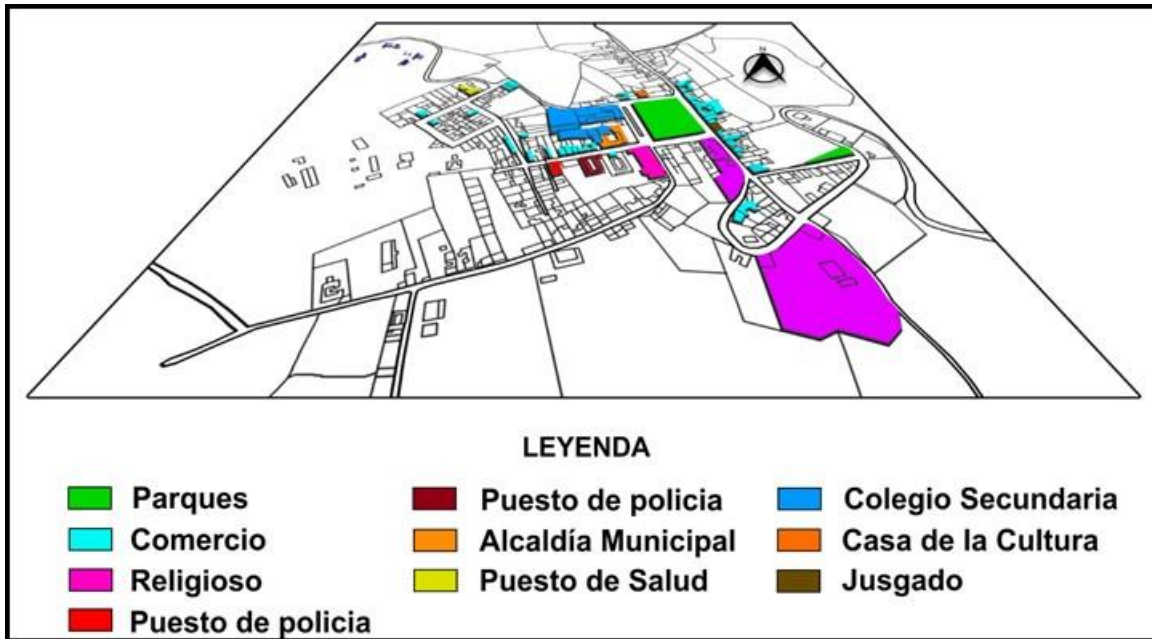 N
LEYENDA
Parques
Comercio
Religioso
Puesto de policia
Puesto de policia
Alcaldía Municipal
Puesto de Salud
Colegio Secundaria
Casa de la Cultura
Jusgado